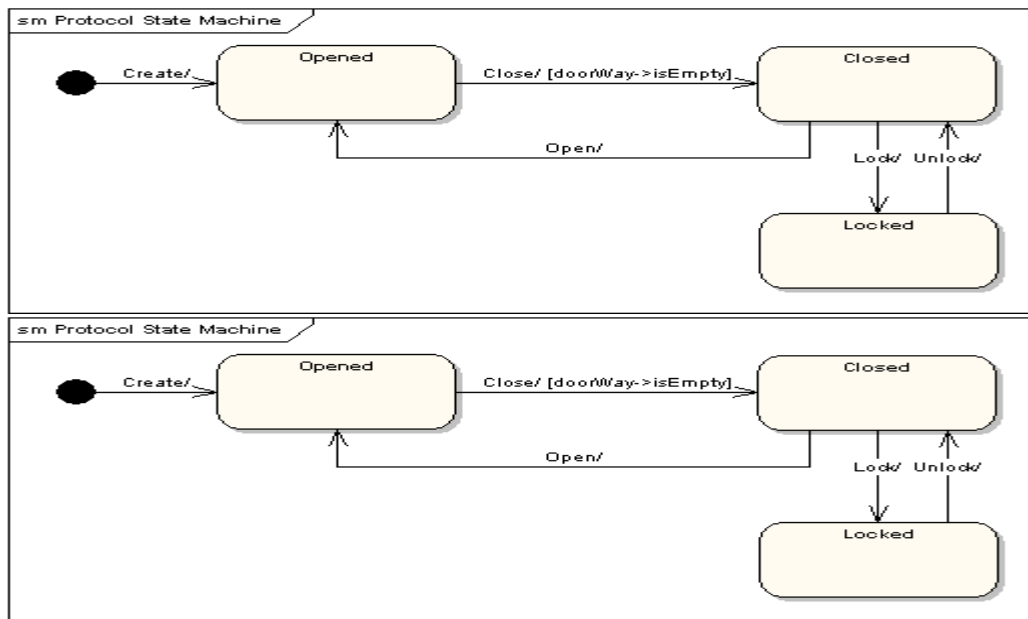 sm Protocol State Machine
Opened
Closed
Create/
Close/ [doorWay->isEmpty]
Open/
Lock/ Unlock/
Locked
sm Protocol State Machine
Opened
Closed
Create/
Close/ [doorWay->isEmpty]
Open/
Lock/ Unlock/
Locked